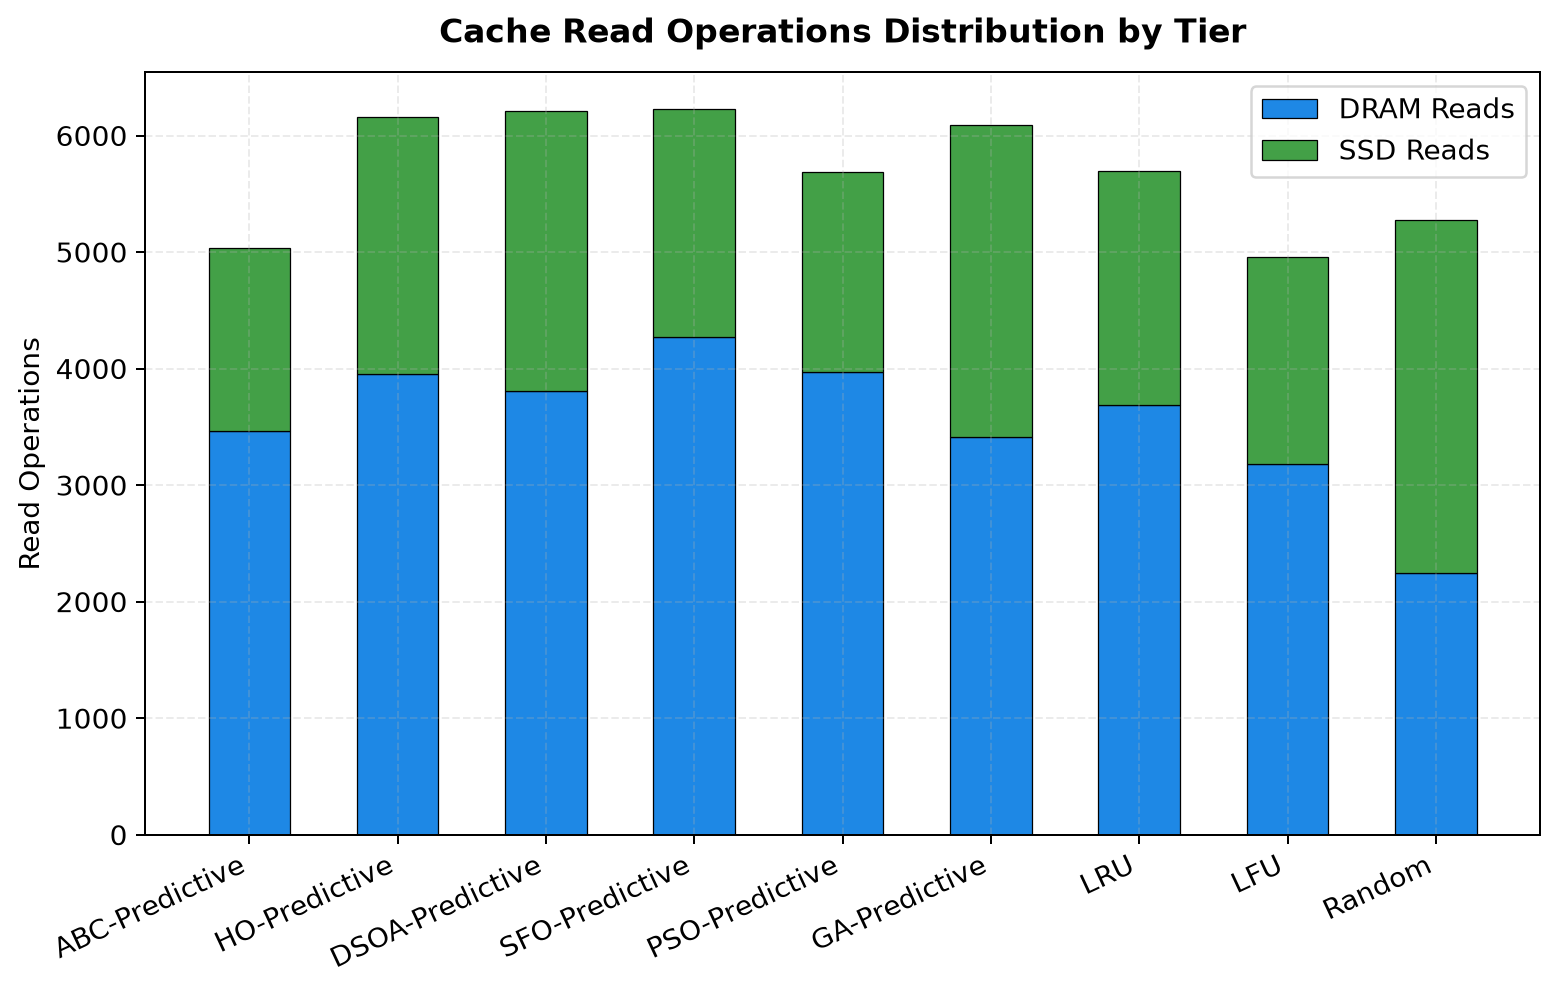 Cache Read Operations Distribution by Tier
DRAM Reads
SSD Reads
Read Operations
6000
5000
4000
3000
2000
1000
0
ABC-Predictive
HO-Predictive
DSOA-Predictive
SFO-Predictive
PSO-Predictive
GA-Predictive
LRU
LFU
Random